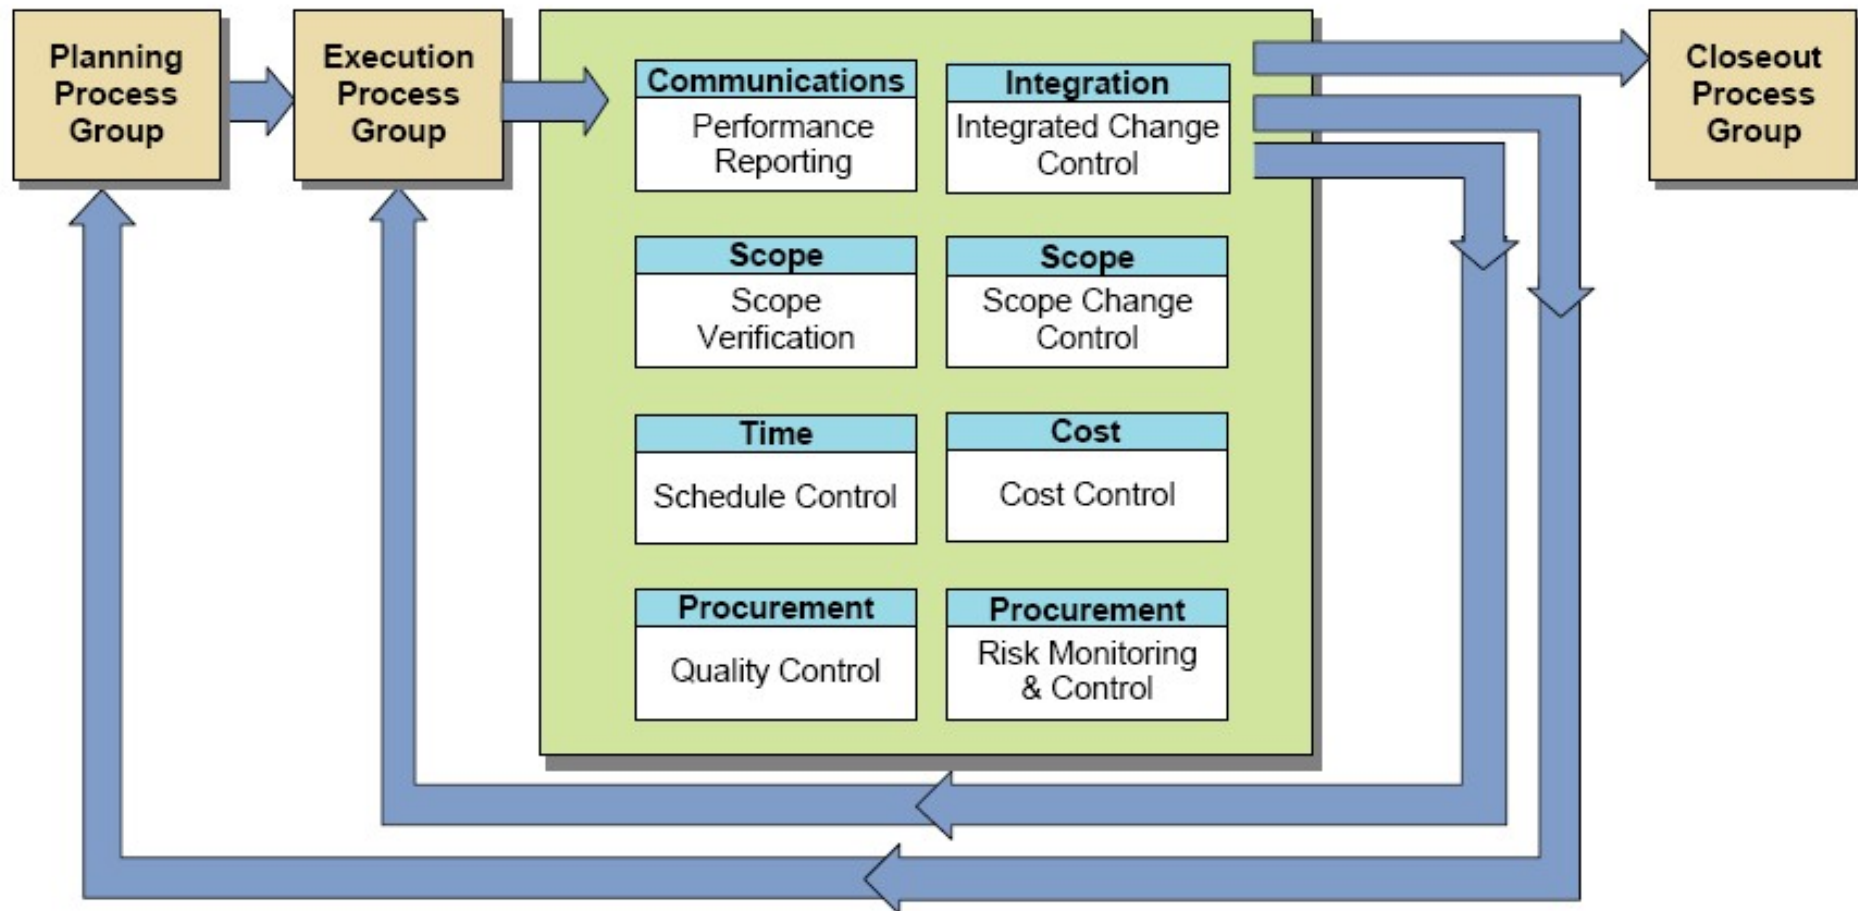 Planning
Process
Group
Execution
Process
Group
Communications
Performance
Reporting
Integration
Integrated Change
Control
Scope
Scope
Verification
Scope
Scope Change
Control
Time
Schedule Control
Cost
Cost Control
Procurement
Quality Control
Procurement
Risk Monitoring
& Control
Closeout
Process
Group